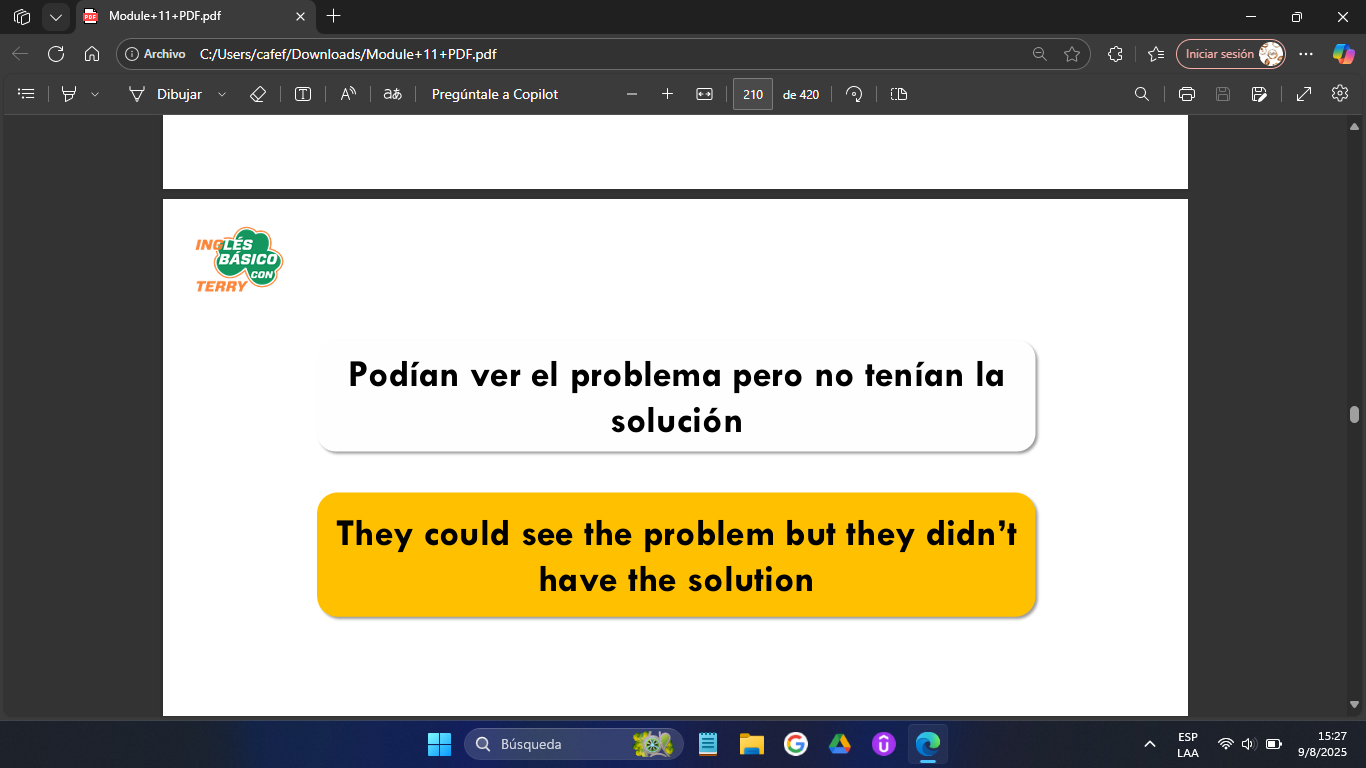 Module+11+PDF.pdf
Archivo C:/Users/cafef/Downloads/Module+11+PDF.pdf
Iniciar sesión
Dibujar
Pregúntale a Copilot
210 de 420
INGLÉS
BÁSICO
CON
TERRY
Podían ver el problema pero no tenían la
solución
They could see the problem but they didn’t
have the solution
Búsqueda
ESP
LAA
15:27
9/8/2025